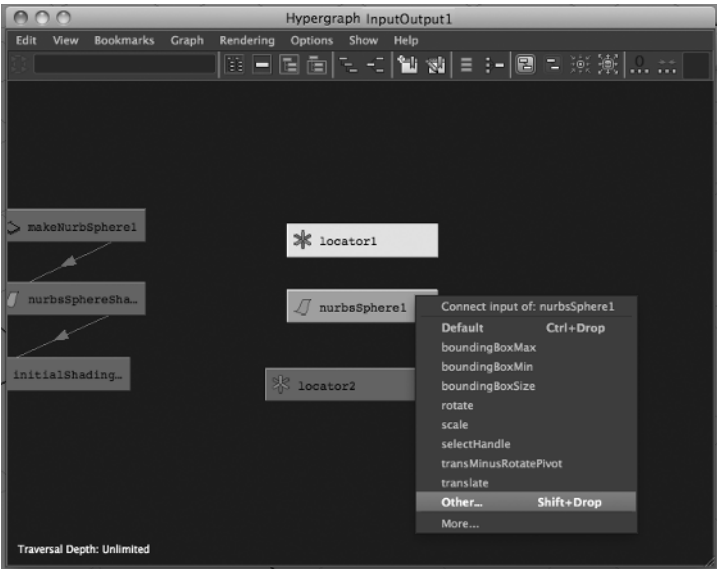 Hypergraph InputOutput1
Edit View Bookmarks Graph Rendering Options Show Help
makeNurbSphere1
locator1
nurbsSphereSha…
nurbsSphere1
Connect input of: nurbsSphere1
Default Ctrl+Drop
boundingBoxMax
boundingBoxMin
boundingBoxSize
rotate
scale
selectHandle
transMinusRotatePivot
translate
Other... Shift+Drop
More...
initialShading…
locator2
Traversal Depth: Unlimited